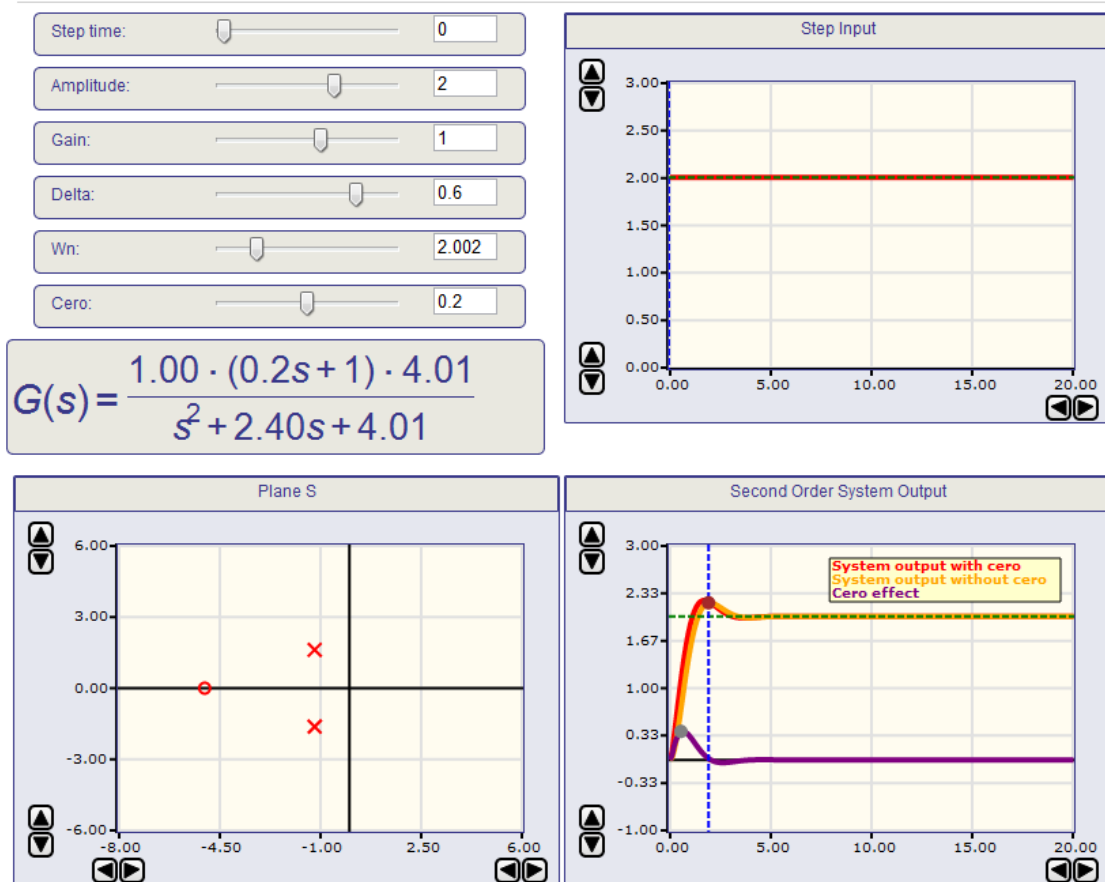 Step time: 0
Amplitude: 2
Gain: 1
Delta: 0.6
Wn: 2.002
Cero: 0.2
G(s) = 1.00 · (0.2s + 1) · 4.01
s² + 2.40s + 4.01
Step Input
3.00
2.50
2.00
1.50
1.00
0.50
0.00
0.00 5.00 10.00 15.00 20.00
Plane S
6.00
3.00
0.00
-3.00
-6.00
-8.00 -4.50 -1.00 2.50 6.00
Second Order System Output
3.00
2.33
1.67
1.00
0.33
-0.33
-1.00
System output with cero
System output without cero
Cero effect
0.00 5.00 10.00 15.00 20.00